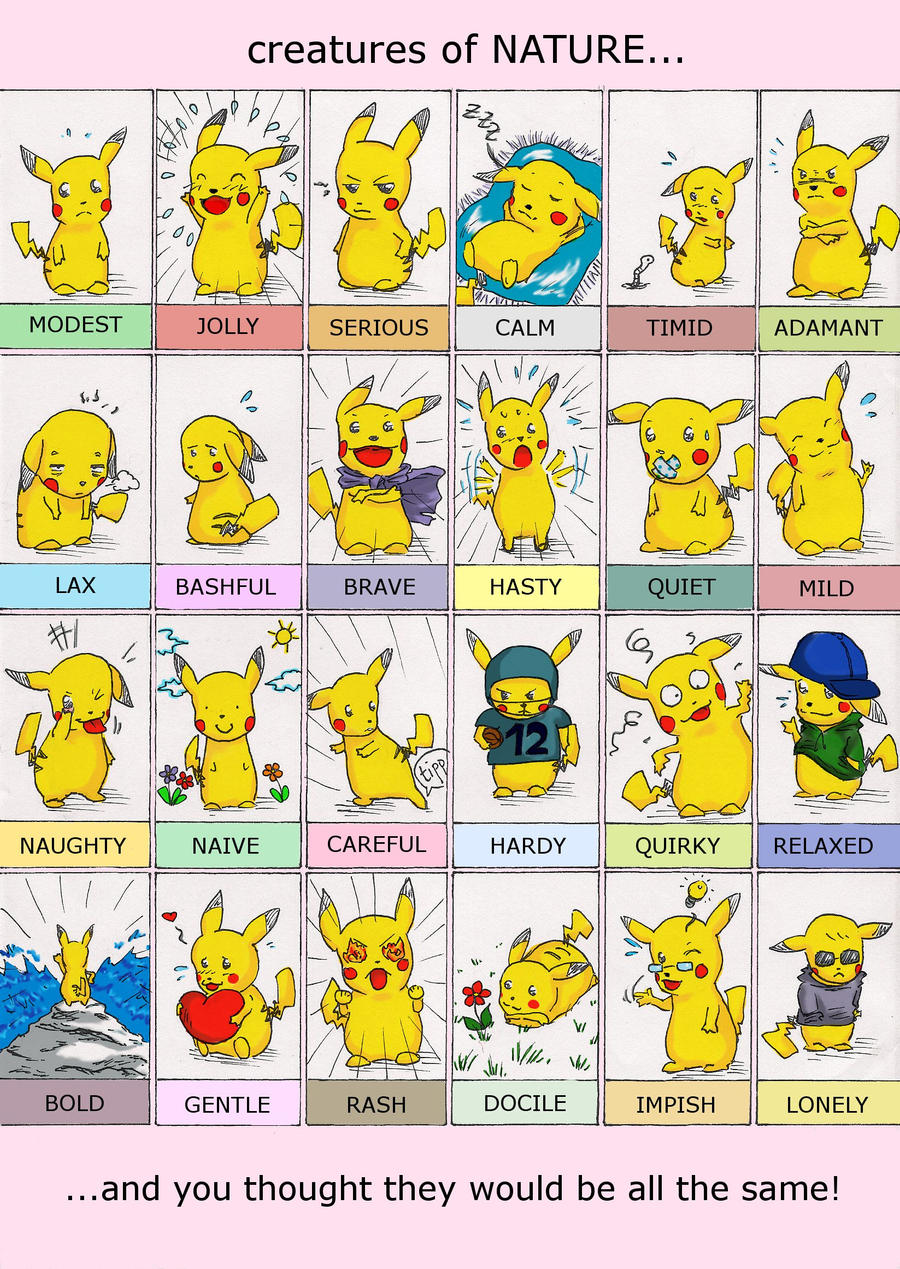 creatures of NATURE...
zzz
MODEST JOLLY SERIOUS CALM TIMID ADAMANT
LAX BASHFUL BRAVE HASTY QUIET MILD
tipp
12
NAUGHTY NAIVE CAREFUL HARDY QUIRKY RELAXED
BOLD GENTLE RASH DOCILE IMPISH LONELY
...and you thought they would be all the same!